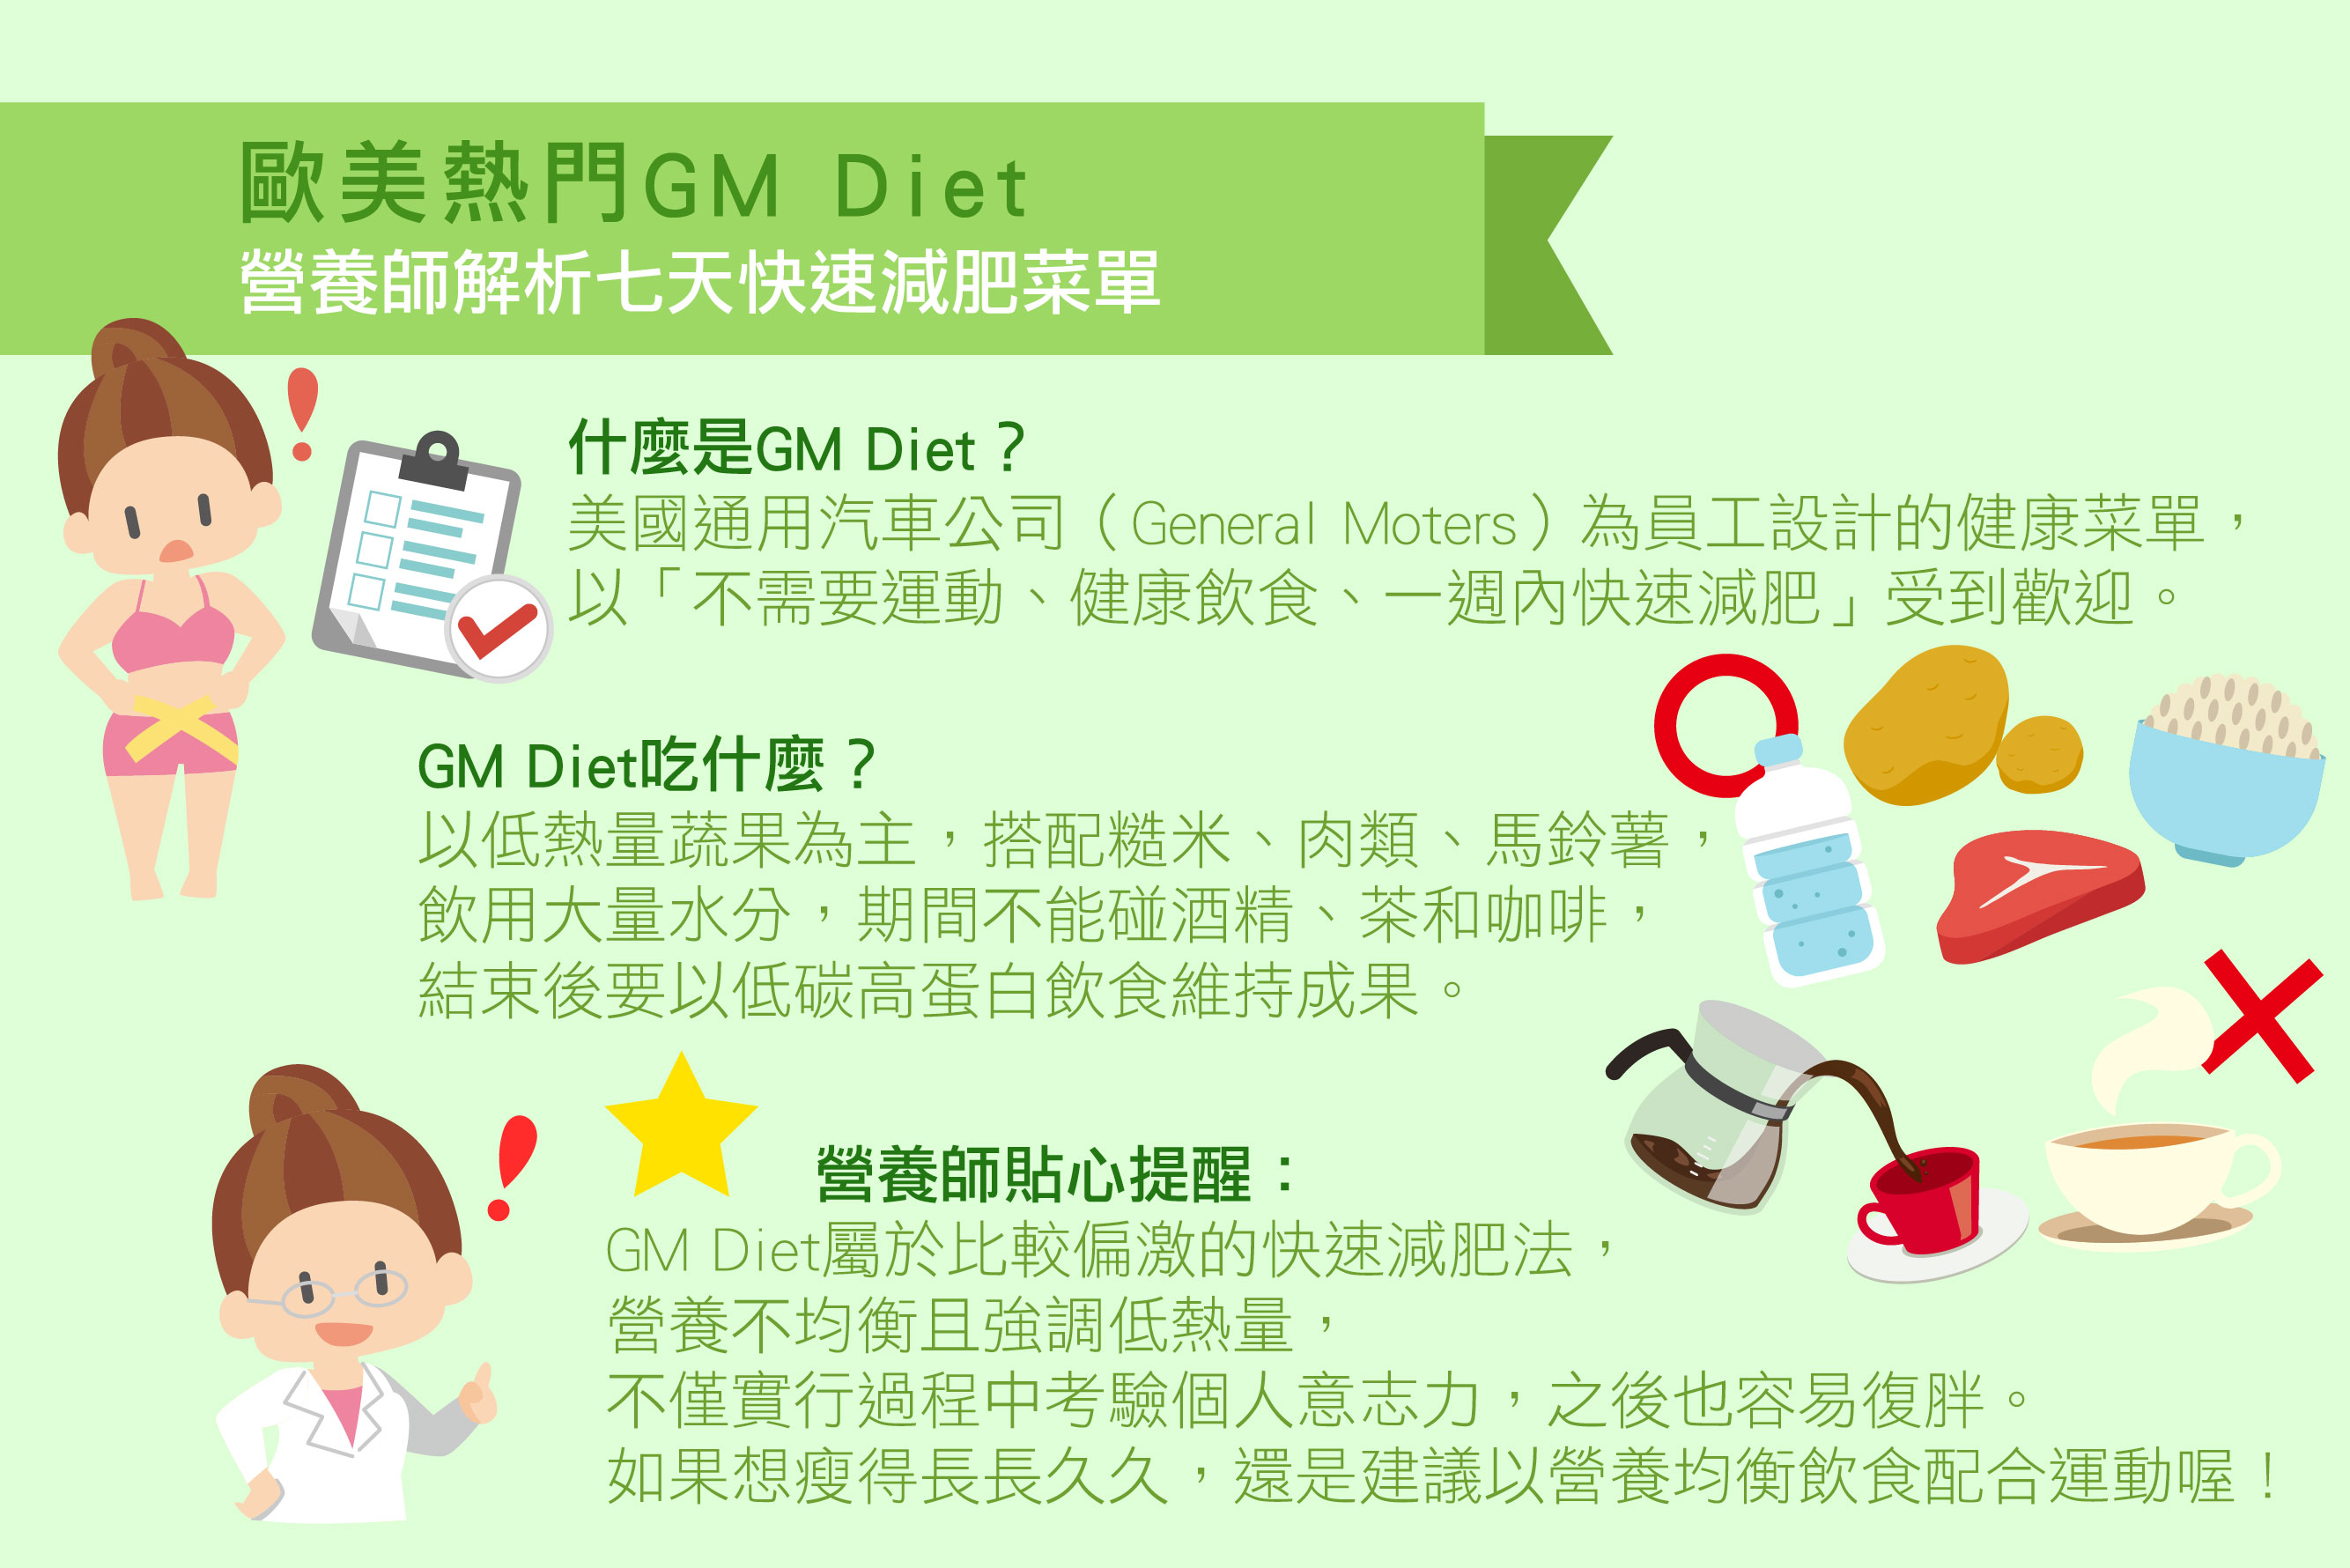 歐美熱門GM Diet
營養師解析七天快速減肥菜單
什麼是GM Diet？
美國通用汽車公司（General Moters）為員工設計的健康菜單，
以「不需要運動、健康飲食、一週內快速減肥」受到歡迎。
GM Diet吃什麼？
以低熱量蔬果為主，搭配糙米、肉類、馬鈴薯，
飲用大量水分，期間不能碰酒精、茶和咖啡，
結束後要以低碳高蛋白飲食維持成果。
營養師貼心提醒：
GM Diet屬於比較偏激的快速減肥法，
營養不均衡且強調低熱量，
不僅實行過程中考驗個人意志力，之後也容易復胖。
如果想瘦得長長久久，還是建議以營養均衡飲食配合運動喔！